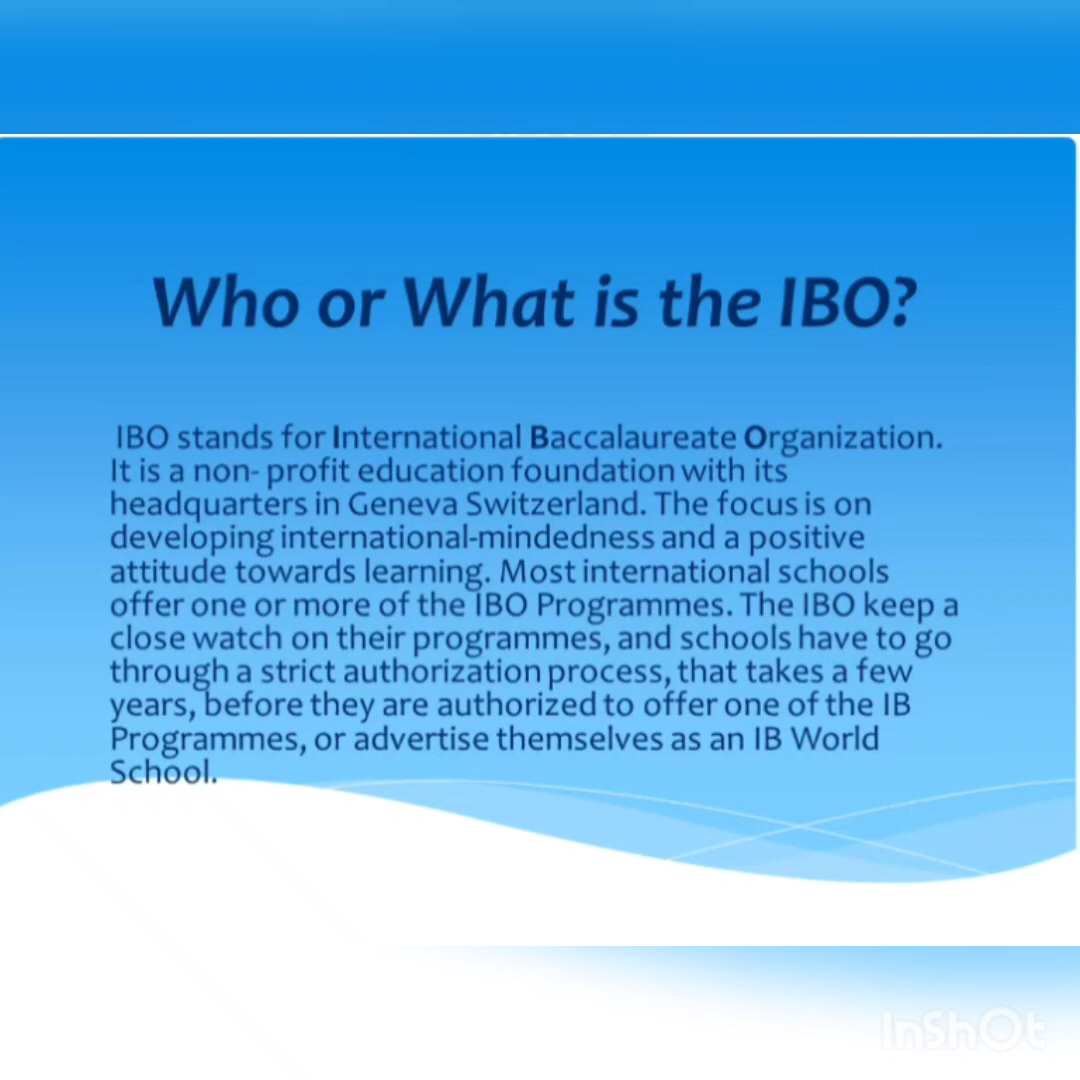 Who or What is the IBO?
IBO stands for International Baccalaureate Organization.
It is a non- profit education foundation with its
headquarters in Geneva Switzerland. The focus is on
developing international-mindedness and a positive
attitude towards learning. Most international schools
offer one or more of the IBO Programmes. The IBO keep a
close watch on their programmes, and schools have to go
through a strict authorization process, that takes a few
years, before they are authorized to offer one of the IB
Programmes, or advertise themselves as an IB World
School.
InShOt